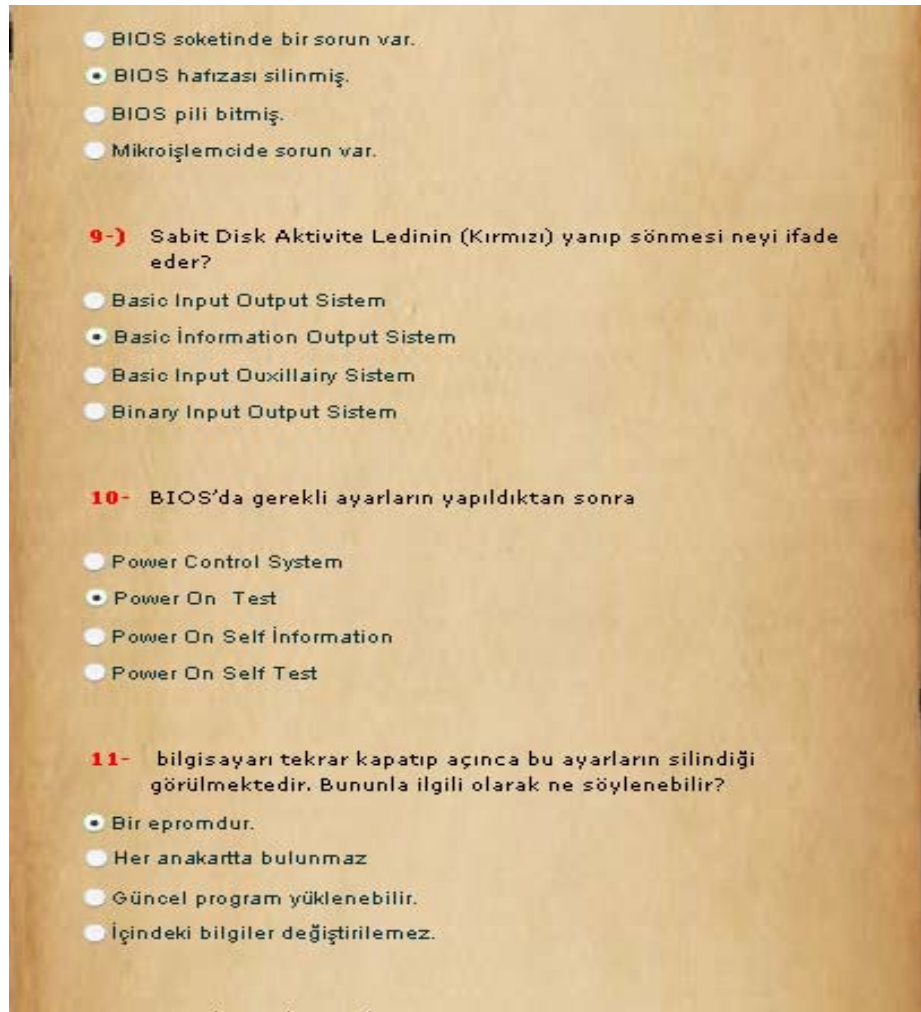 BIOS soketinde bir sorun var.
BIOS hafızası silinmiş.
BIOS pili bitmiş.
Mikroişlemcide sorun var.
9-) Sabit Disk Aktivite Ledinin (Kırmızı) yanıp sönmesi neyi ifade
eder?
Basic Input Output Sistem
Basic İnformation Output Sistem
Basic Input Ouxillairy Sistem
Binary Input Output Sistem
10- BIOS'da gerekli ayarların yapıldıktan sonra
Power Control System
Power On Test
Power On Self İnformation
Power On Self Test
11- bilgisayarı tekrar kapatıp açınca bu ayarların silindiği
görülmektedir. Bununla ilgili olarak ne söylenebilir?
Bir epromdur.
Her anakartta bulunmaz
Güncel program yüklenebilir.
İçindeki bilgiler değiştirilemez.